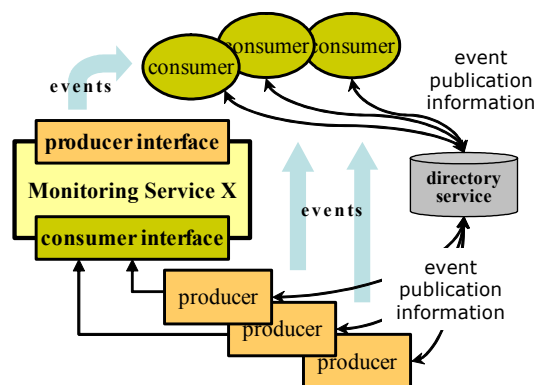 consumer
consumer
consumer
event
publication
information
events
producer interface
Monitoring Service X
directory
service
events
consumer interface
event
publication
information
producer
producer
producer